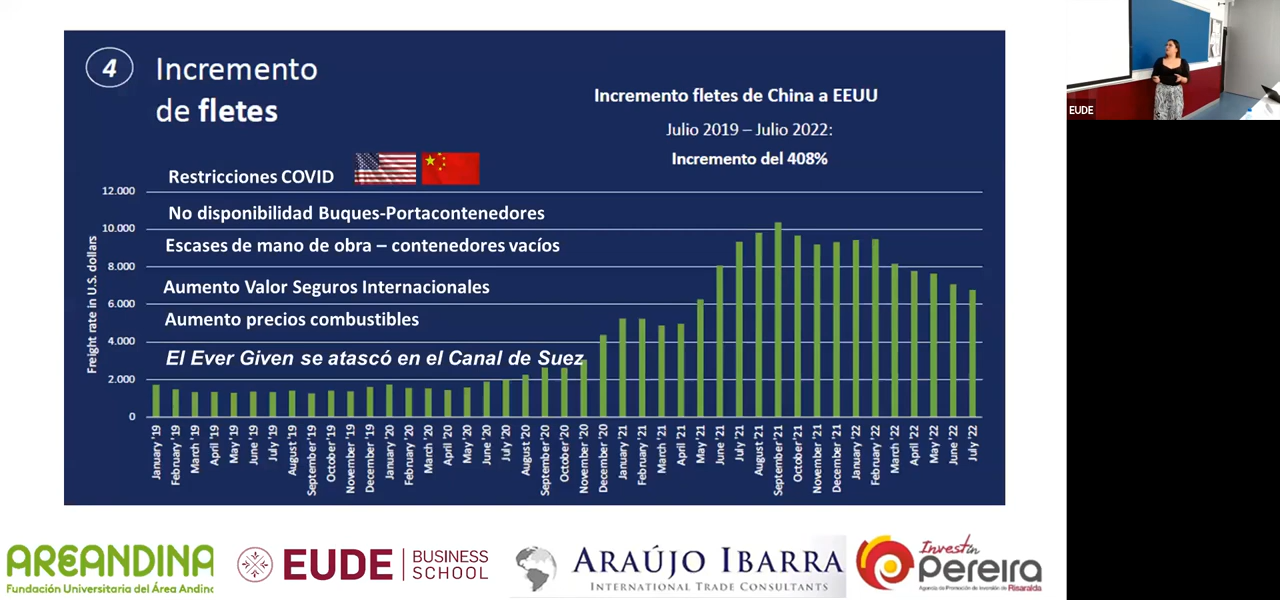 4
Incremento
de fletes
Incremento fletes de China a EEUU
Julio 2019 – Julio 2022:
Incremento del 408%
Restricciones COVID
No disponibilidad Buques-Portacontenedores
Escases de mano de obra – contenedores vacíos
Aumento Valor Seguros Internacionales
Aumento precios combustibles
El Ever Given se atascó en el Canal de Suez
Freight rate in U.S. dollars
12.000
10.000
8.000
6.000
4.000
2.000
0
January '19
February '19
March '19
April '19
May '19
June '19
July '19
August '19
September '19
October '19
November '19
December '19
January '20
February '20
March '20
April '20
May '20
June '20
July '20
August '20
September'20
October '20
November '20
December '20
January '21
February '21
March '21
April '21
May '21
June '21
July '21
August '21
September '21
October '21
November '21
December '21
January '22
February '22
March '22
April '22
May '22
June '22
July '22
EUDE
AREANDINA
Fundación Universitaria del Área Andina
EUDE BUSINESS
SCHOOL
ARAÚJO IBARRA
INTERNATIONAL TRADE CONSULTANTS
Invest in
Pereira
Agencia de Promoción de Inversión de Risaralda